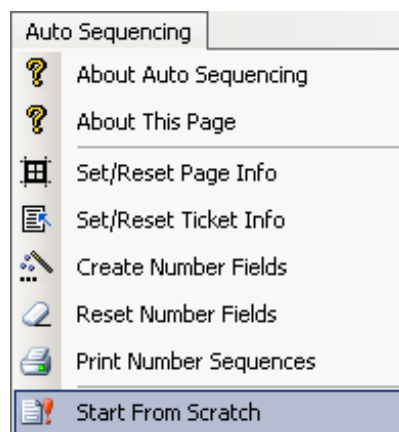 Auto Sequencing
About Auto Sequencing
About This Page
Set/Reset Page Info
Set/Reset Ticket Info
Create Number Fields
Reset Number Fields
Print Number Sequences
Start From Scratch